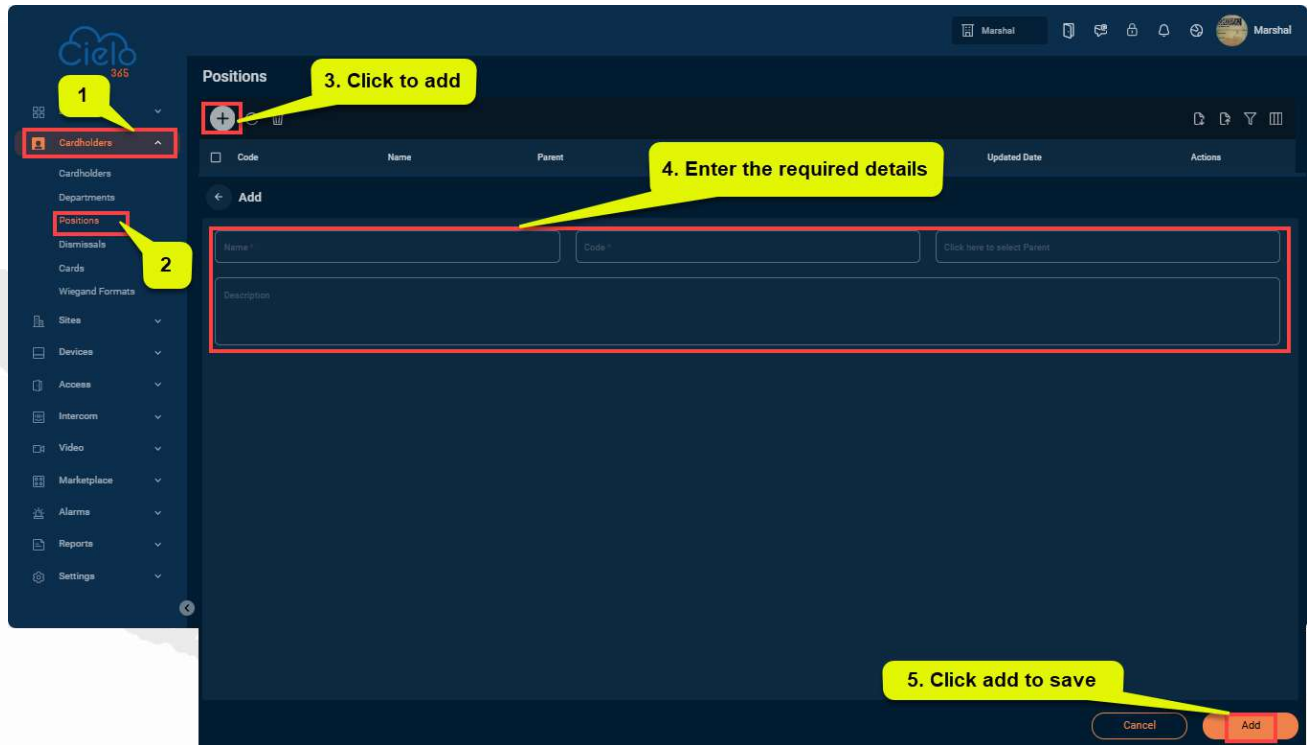 Cielo
365
Marshal
Marshal
1
Positions
3. Click to add
Cardholders
Code Name Parent Updated Date Actions
4. Enter the required details
Cardholders
Departments
Positions
Dismissals
Cards
Wiegand Formats
2
Add
Name *
Code *
Click here to select Parent
Description
Sites
Devices
Access
Intercom
Video
Marketplace
Alarms
Reports
Settings
5. Click add to save
Cancel
Add